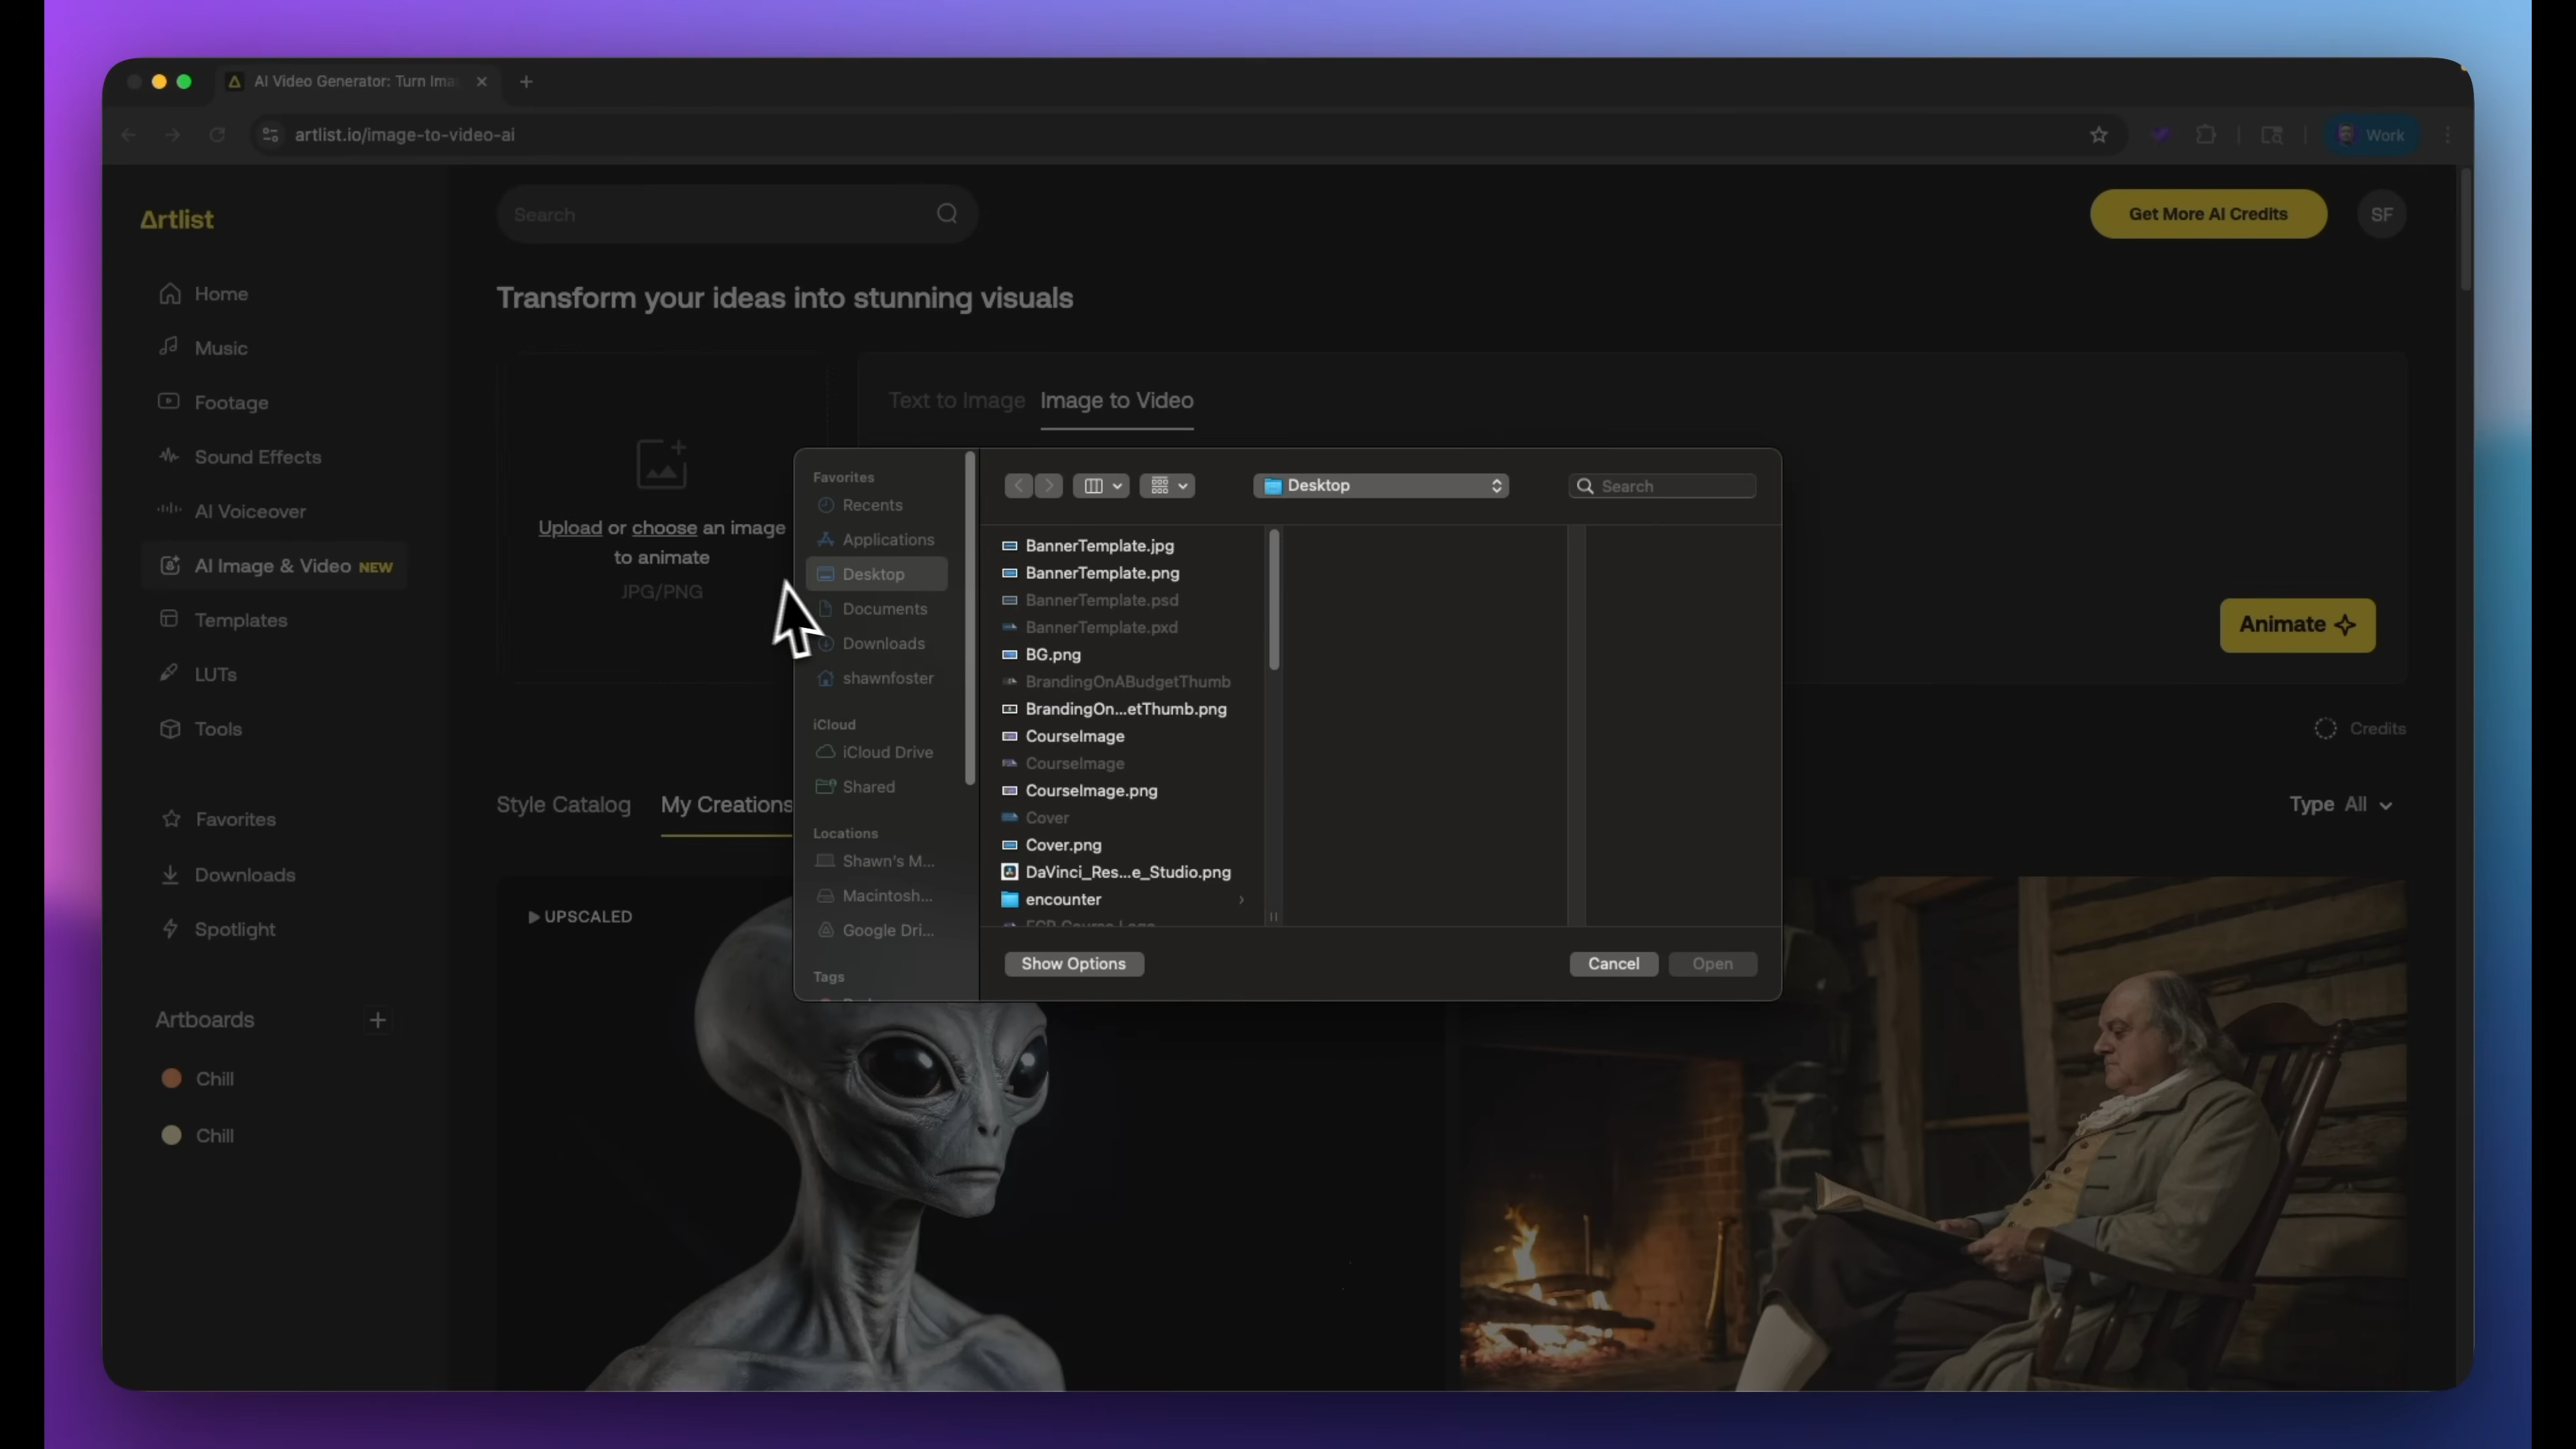 AI Video Generator: Turn Ima
artlist.io/image-to-video-ai
Work
Artlist
Search
Get More AI Credits
SF
Home
Music
Footage
Sound Effects
AI Voiceover
AI Image & Video NEW
Templates
LUTs
Tools
Favorites
Downloads
Spotlight
Artboards
Chill
Chill
Transform your ideas into stunning visuals
Upload or choose an image
to animate
JPG/PNG
Text to Image Image to Video
Animate
Credits
Style Catalog My Creations
Type All
UPSCALED
Favorites
Recents
Applications
Desktop
Documents
Downloads
shawnfoster
iCloud
iCloud Drive
Shared
Locations
Shawn's M...
Macintosh...
Google Dri...
Tags
Desktop
Search
BannerTemplate.jpg
BannerTemplate.png
BannerTemplate.psd
BannerTemplate.pxd
BG.png
BrandingOnABudgetThumb
BrandingOn...etThumb.png
CourseImage
CourseImage
CourseImage.png
Cover
Cover.png
DaVinci_Res...e_Studio.png
encounter
Show Options
Cancel
Open